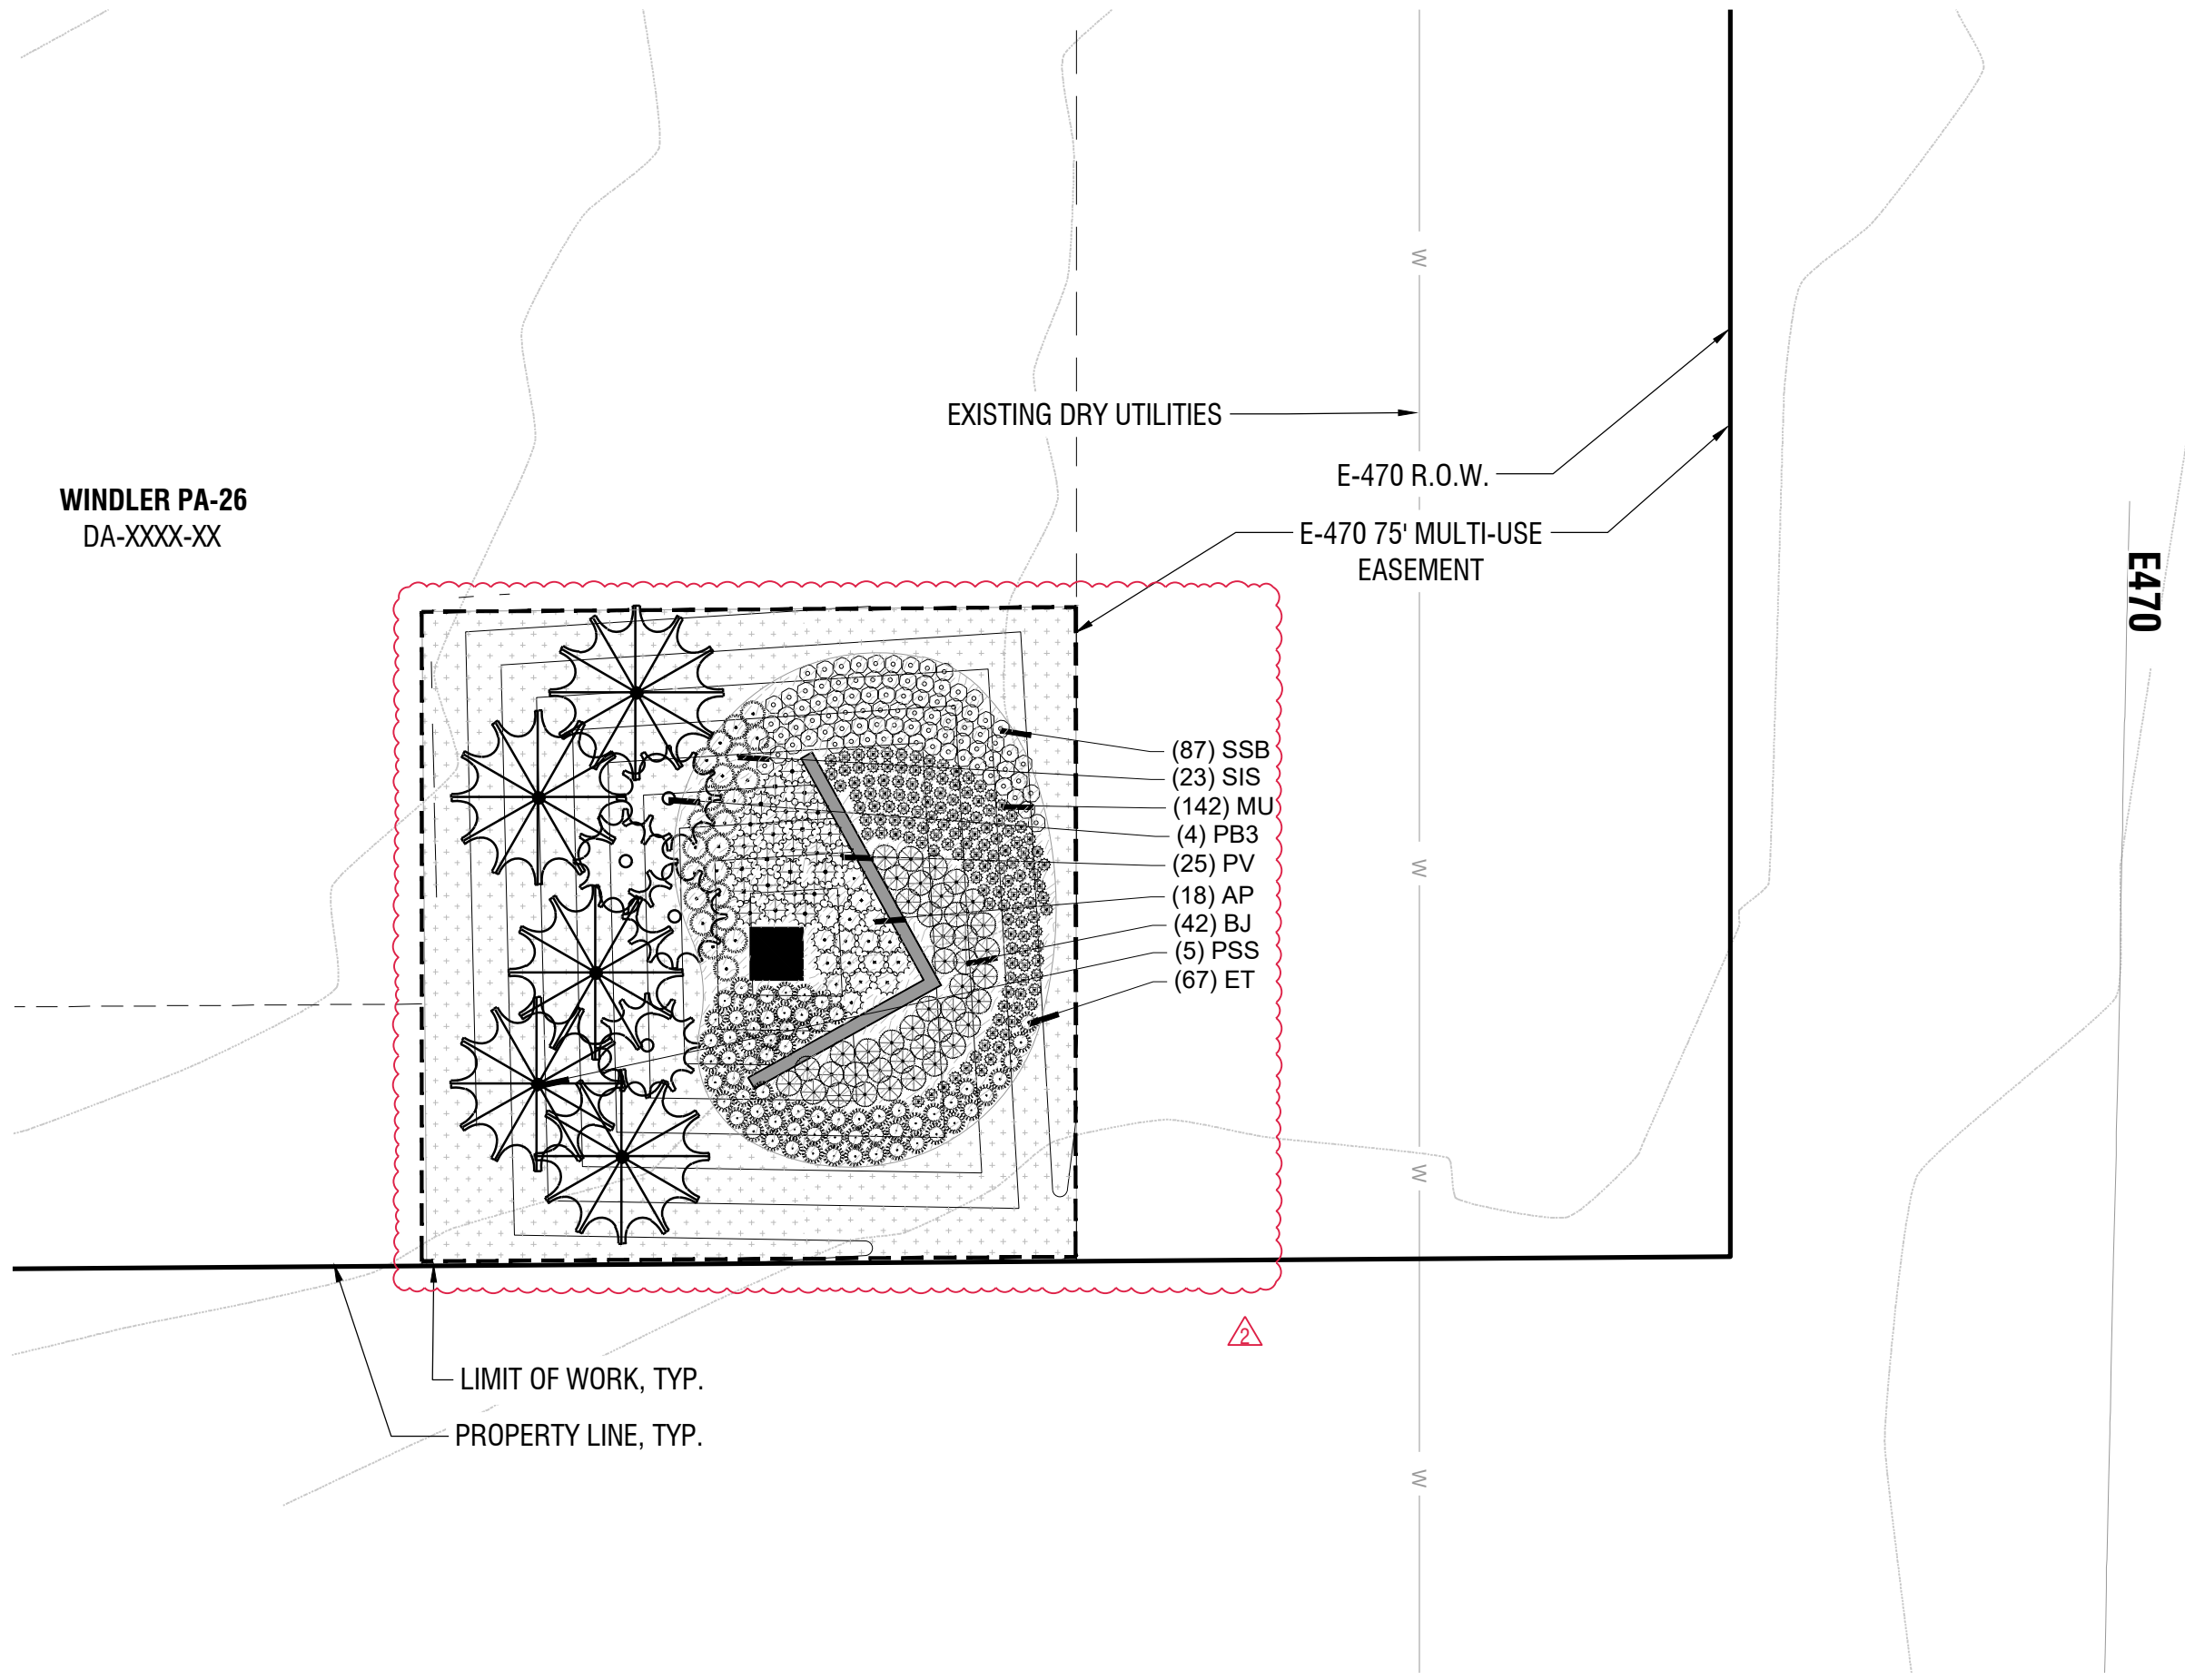 W
EXISTING DRY UTILITIES
E-470 R.O.W.
WINDLER PA-26
DA-XXXX-XX
E-470 75' MULTI-USE
EASEMENT
E470
(87) SSB
(23) SIS
(142) MU
(4) PB3
(25) PV
W
(18) AP
(42) BJ
(5) PSS
(67) ET
W
2
LIMIT OF WORK, TYP.
PROPERTY LINE, TYP.
W